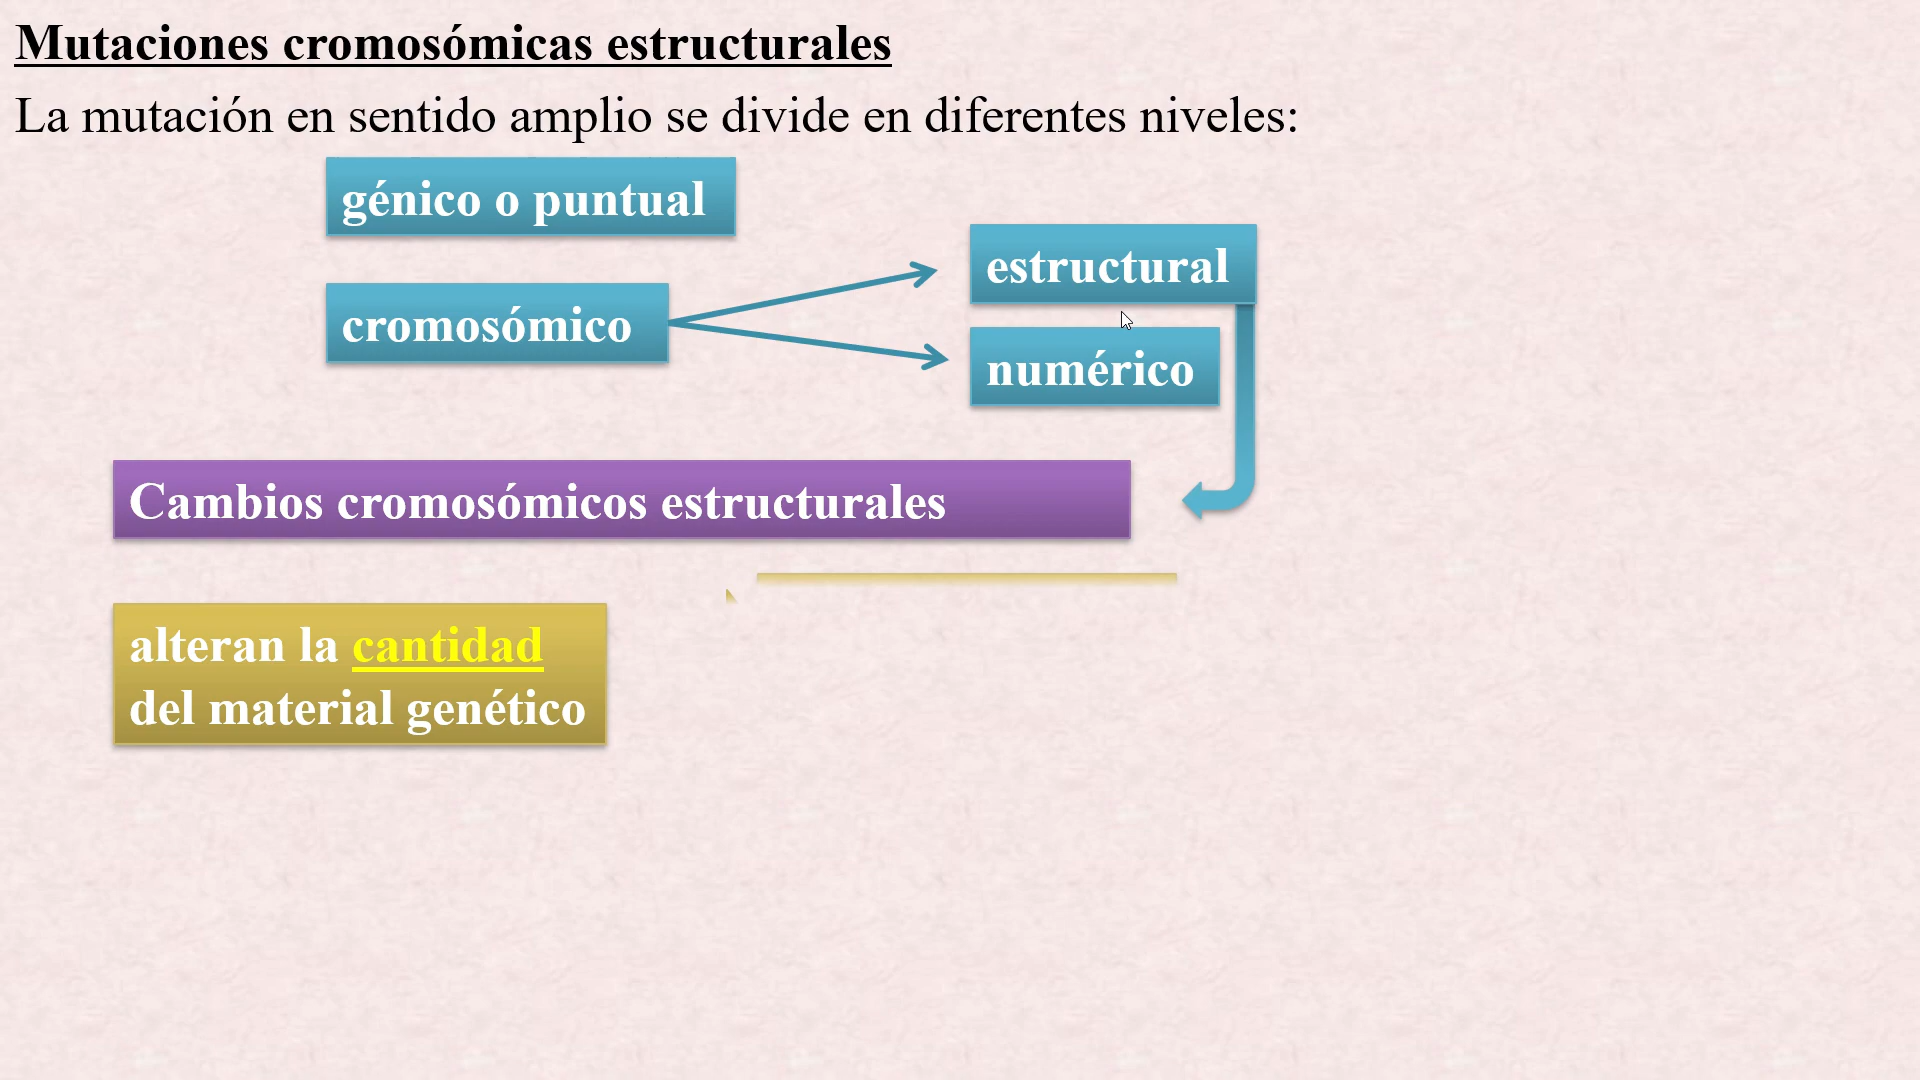 Mutaciones cromosómicas estructurales
La mutación en sentido amplio se divide en diferentes niveles:
génico o puntual
cromosómico
estructural
numérico
Cambios cromosómicos estructurales
alteran la cantidad
del material genético